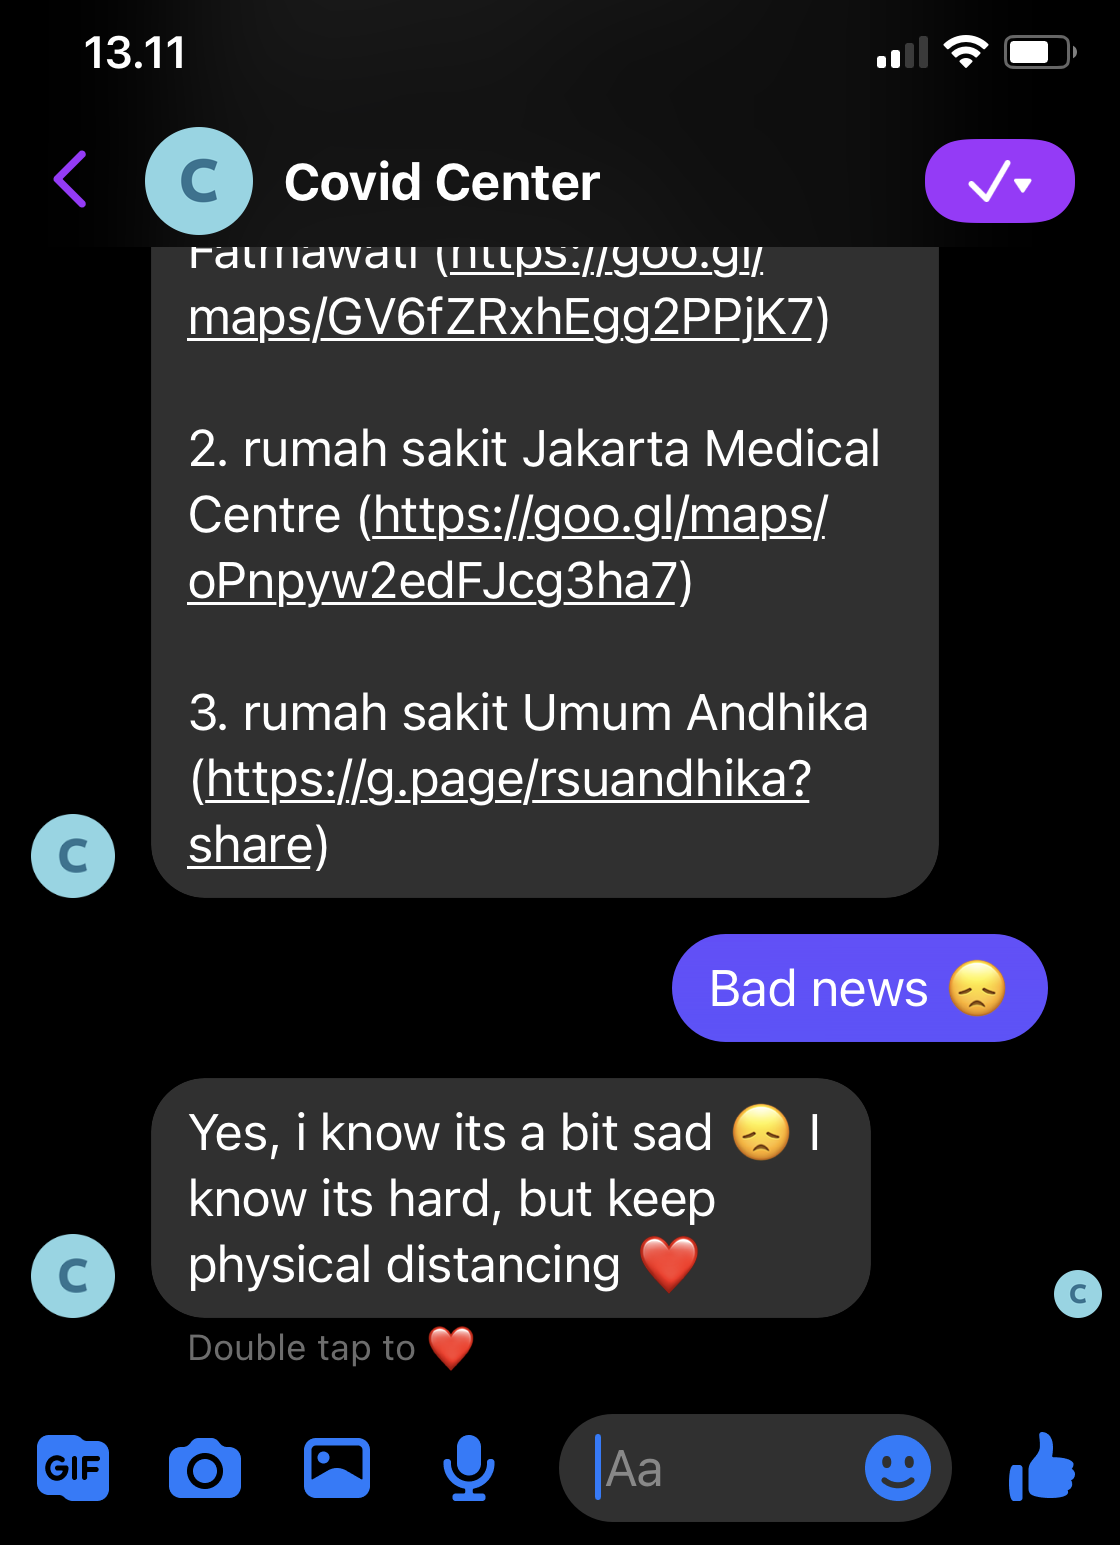 13.11
C
Covid Center
Fatmawati (https://goo.gl/
maps/GV6fZRxhEgg2PPjK7)
2. rumah sakit Jakarta Medical
Centre (https://goo.gl/maps/
oPnpyw2edFJcg3ha7)
3. rumah sakit Umum Andhika
(https://g.page/rsuandhika?
share)
C
Bad news 😞
Yes, i know its a bit sad 😞 I
know its hard, but keep
physical distancing ❤️
C
C
Double tap to ❤️
GIF
Aa